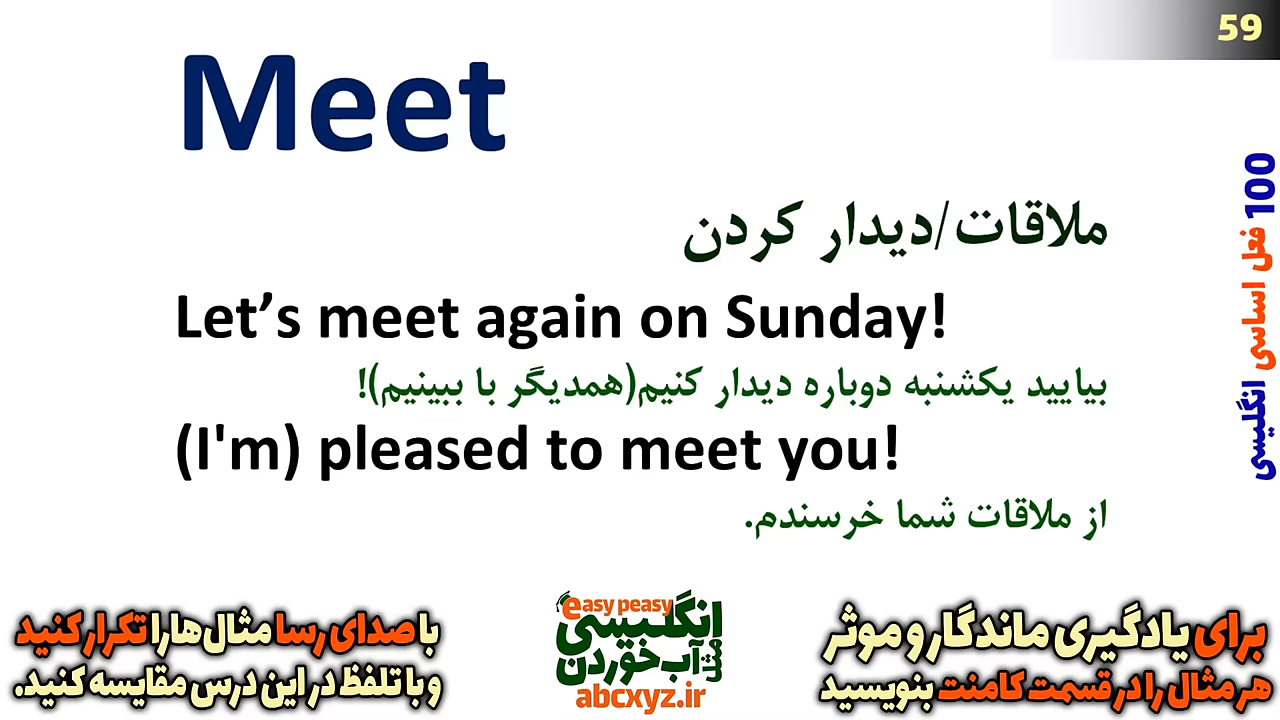 59
Meet
ملاقات/دیدار کردن
Let’s meet again on Sunday!
بیایید یکشنبه دوباره دیدار کنیم(همدیگر با ببینیم)!
(I'm) pleased to meet you!
از ملاقات شما خرسندم.
100 فعل اساسی انگلیسی
برای یادگیری ماندگار و موثر
هر مثال را در قسمت کامنت بنویسید
easy peasy
انگلیسی
مثل آب خوردن
abcxyz.ir
با صدای رسا مثال‌ها را تکرار کنید
و با تلفظ در این درس مقایسه کنید.